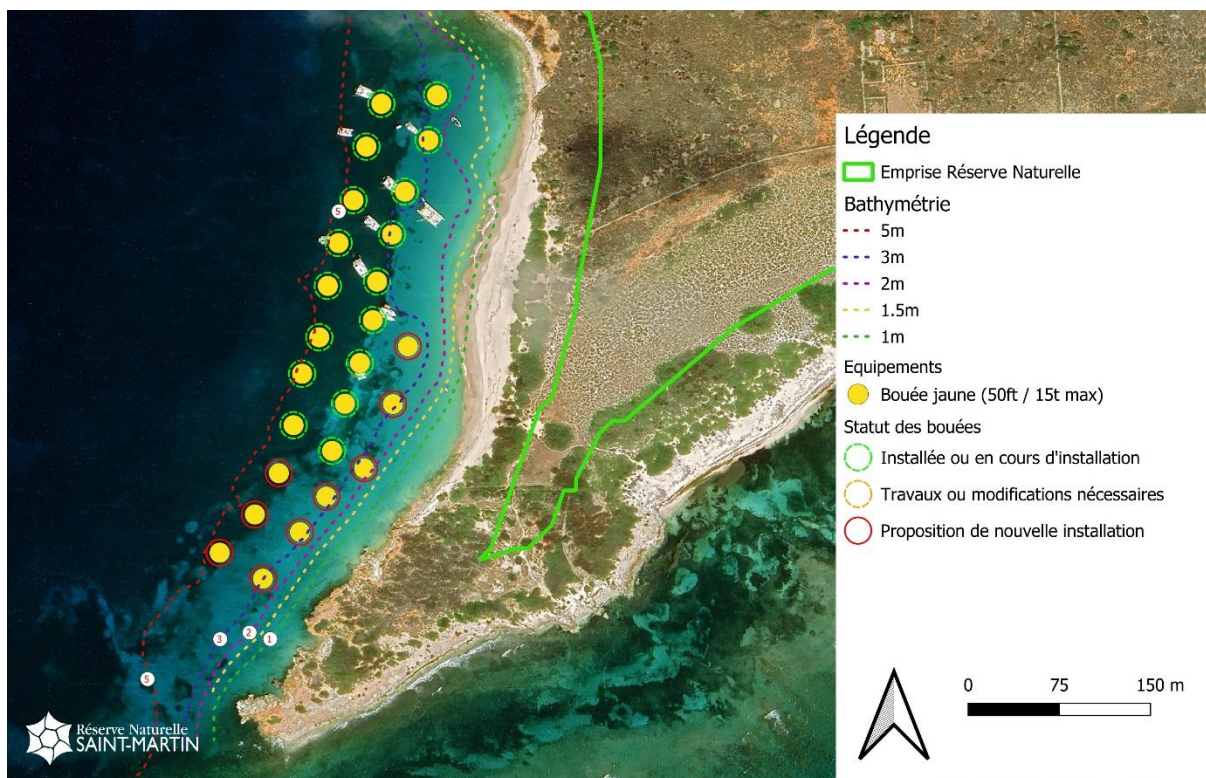 5
3
2
1
5
Réserve Naturelle
SAINT-MARTIN
Légende
Emprise Réserve Naturelle
Bathymétrie
5m
3m
2m
1.5m
1m
Equipements
Bouée jaune (50ft / 15t max)
Statut des bouées
Installée ou en cours d'installation
Travaux ou modifications nécessaires
Proposition de nouvelle installation
0 75 150 m